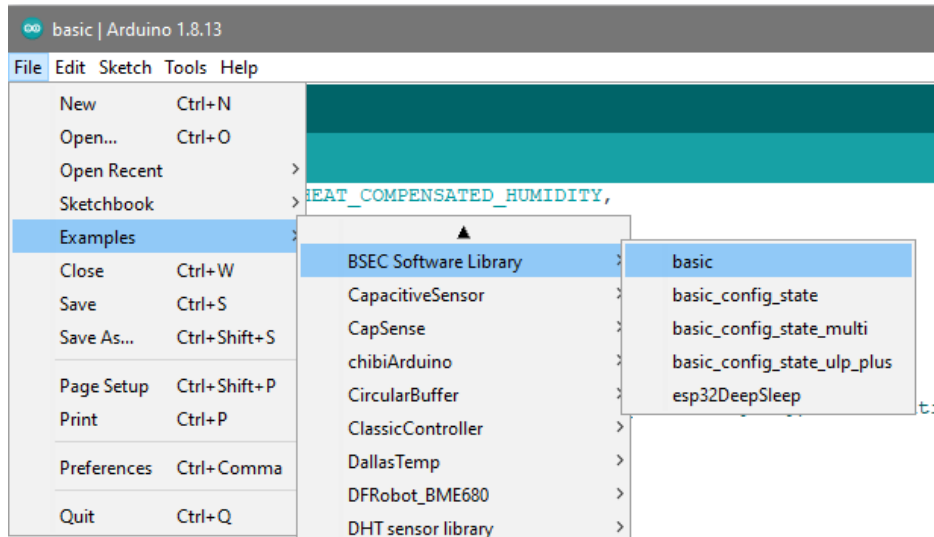 basic | Arduino 1.8.13
File Edit Sketch Tools Help
New Ctrl+N
Open... Ctrl+O
Open Recent
Sketchbook
Examples
Close Ctrl+W
Save Ctrl+S
Save As... Ctrl+Shift+S
Page Setup Ctrl+Shift+P
Print Ctrl+P
Preferences Ctrl+Comma
Quit Ctrl+Q
HEAT_COMPENSATED_HUMIDITY,
BSEC Software Library
CapacitiveSensor
CapSense
chibiArduino
CircularBuffer
ClassicController
DallasTemp
DFRobot_BME680
DHT sensor library
basic
basic_config_state
basic_config_state_multi
basic_config_state_ulp_plus
esp32DeepSleep